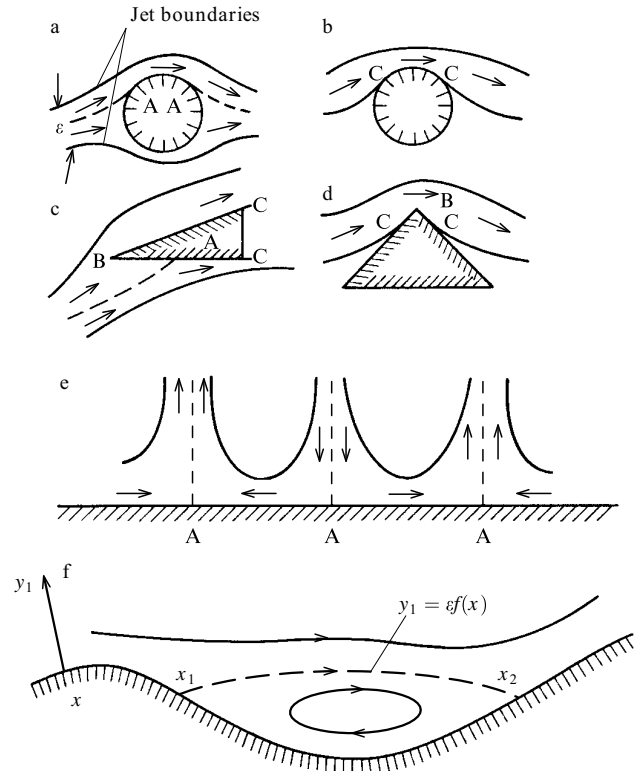 Jet boundaries
a
A A
ε
b
C C
c
C
A
B
C
d
B
C C
e
A A A
f
y₁
y₁ = εf(x)
x₁ x₂
x